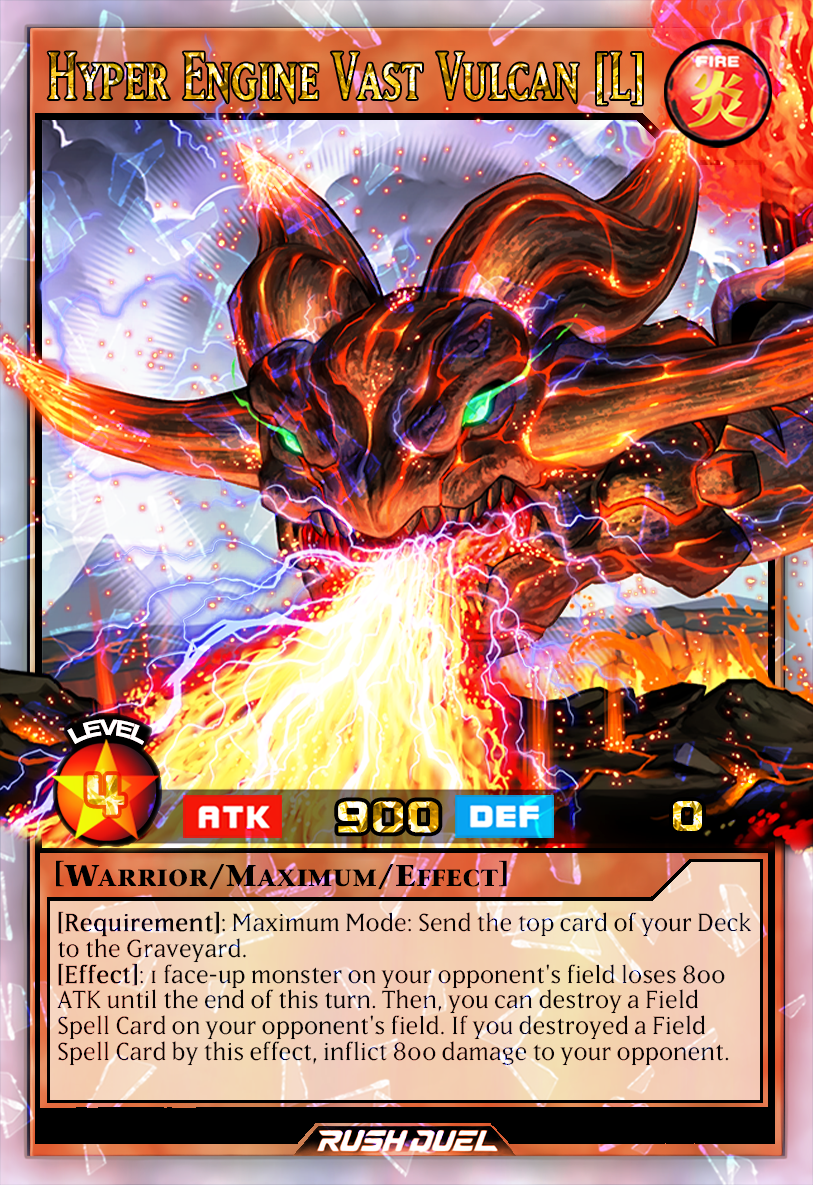 Hyper Engine Vast Vulcan [L]
FIRE
炎
LEVEL
4
ATK 900 DEF 0
[Warrior/Maximum/Effect]
[Requirement]: Maximum Mode: Send the top card of your Deck
to the Graveyard.
[Effect]: 1 face-up monster on your opponent's field loses 800
ATK until the end of this turn. Then, you can destroy a Field
Spell Card on your opponent's field. If you destroyed a Field
Spell Card by this effect, inflict 800 damage to your opponent.
RUSH DUEL